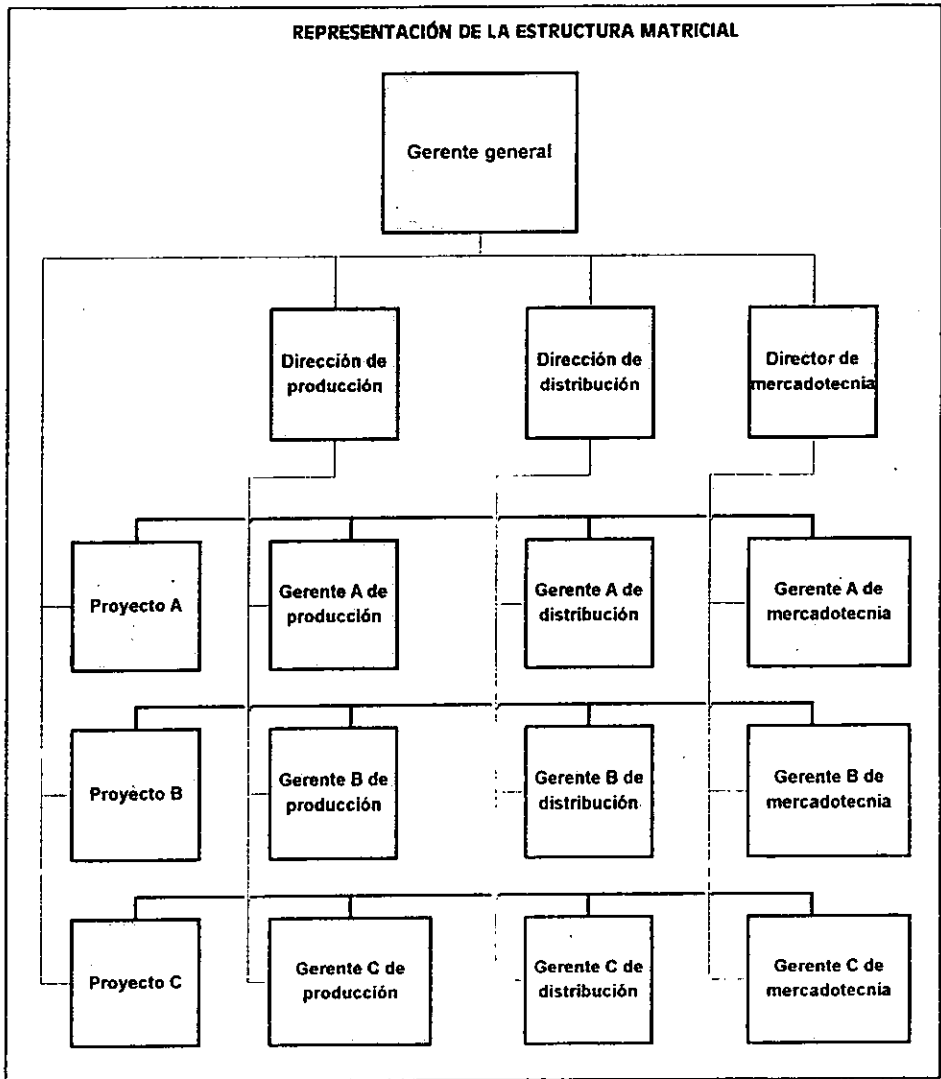 REPRESENTACIÓN DE LA ESTRUCTURA MATRICIAL
Gerente general
Dirección de
producción
Dirección de
distribución
Director de
mercadotecnia
Proyecto A
Gerente A de
producción
Gerente A de
distribución
Gerente A de
mercadotecnia
Proyecto B
Gerente B de
producción
Gerente B de
distribución
Gerente B de
mercadotecnia
Proyecto C
Gerente C de
producción
Gerente C de
distribución
Gerente C de
mercadotecnia